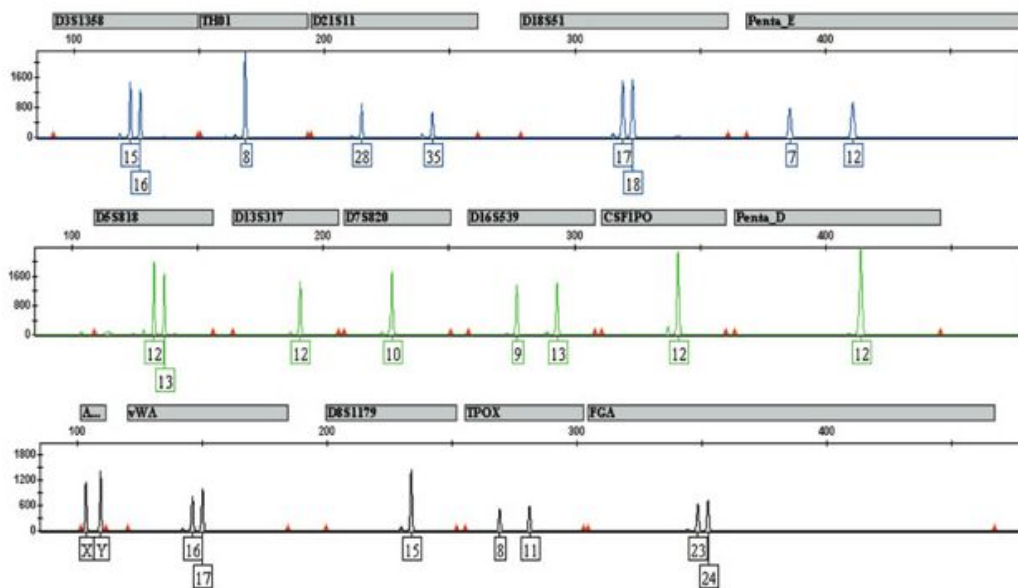 D3S1358 TH01 D21S11 D18S51 Penta_E
100 200 300 400
1600
800
0
15 8 28 35 17 7 12
16 18
D5S818 D13S317 D7S820 D16S539 CSF1PO Penta_D
100 200 300 400
1600
800
0
12 12 10 9 13 12 12
13
A... vWA D8S1179 TPOX FGA
100 200 300 400
1800
1200
600
0
X Y 16 15 8 11 23
17 24